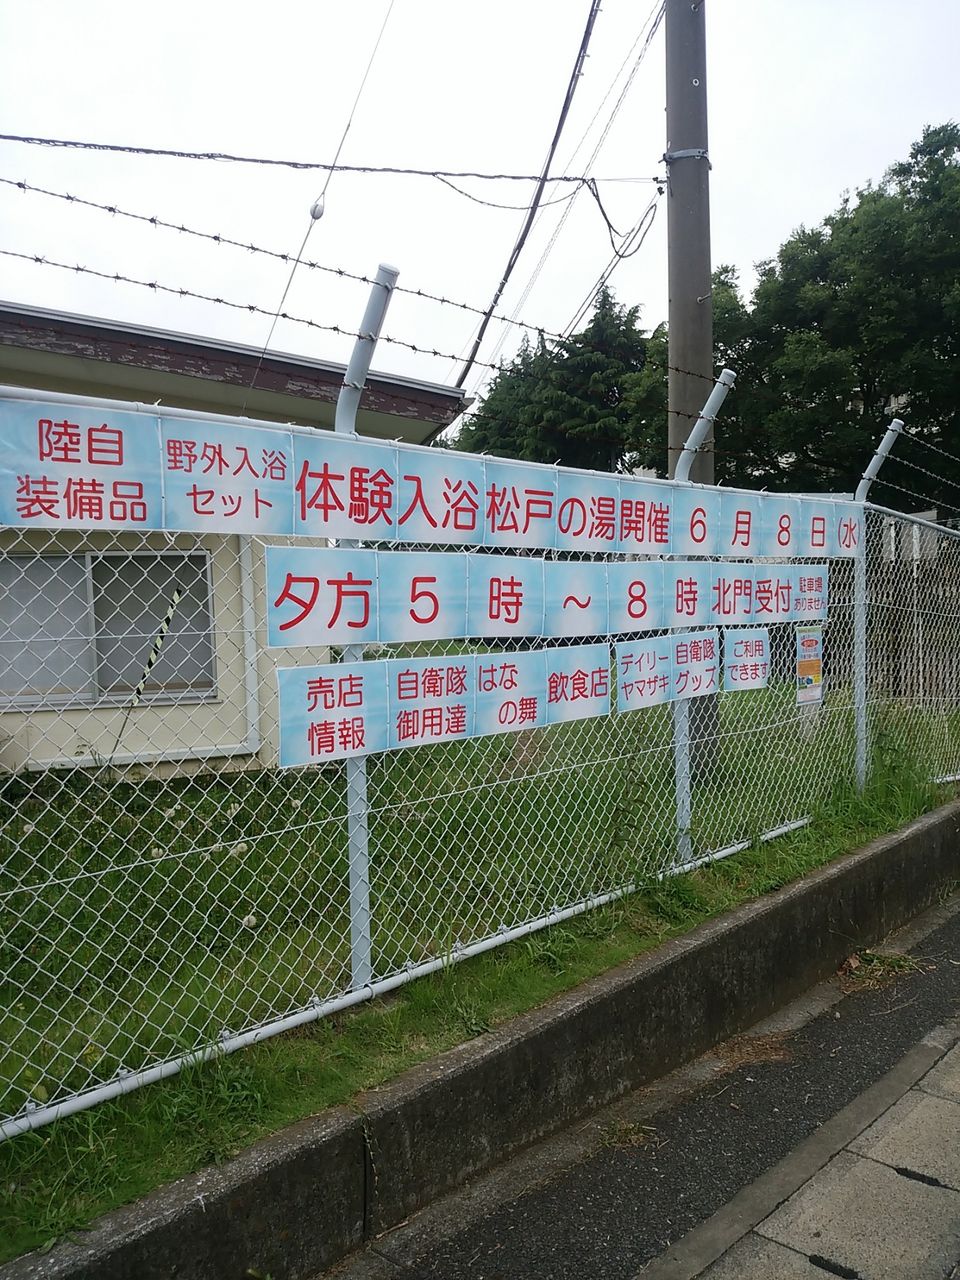 陸自装備品 野外入浴セット 体験入浴 松戸の湯開催 6月8日(水
夕方5時～8時 北門受付 駐車場ありません
売店情報 自衛隊御用達 はなの舞 飲食店 デイリーヤマザキ 自衛隊グッズ ご利用できます